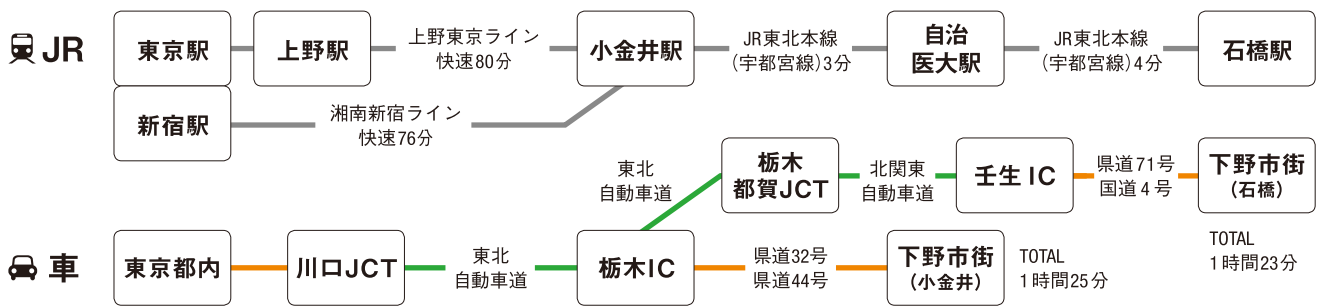 JR
東京駅
上野駅
上野東京ライン
快速80分
小金井駅
JR東北本線
(宇都宮線)3分
自治
医大駅
JR東北本線
(宇都宮線)4分
石橋駅
新宿駅
湘南新宿ライン
快速76分
東北
自動車道
栃木
都賀JCT
北関東
自動車道
壬生IC
県道71号
国道4号
下野市街
(石橋)
TOTAL
1時間23分
車
東京都内
川口JCT
東北
自動車道
栃木IC
県道32号
県道44号
下野市街
(小金井)
TOTAL
1時間25分